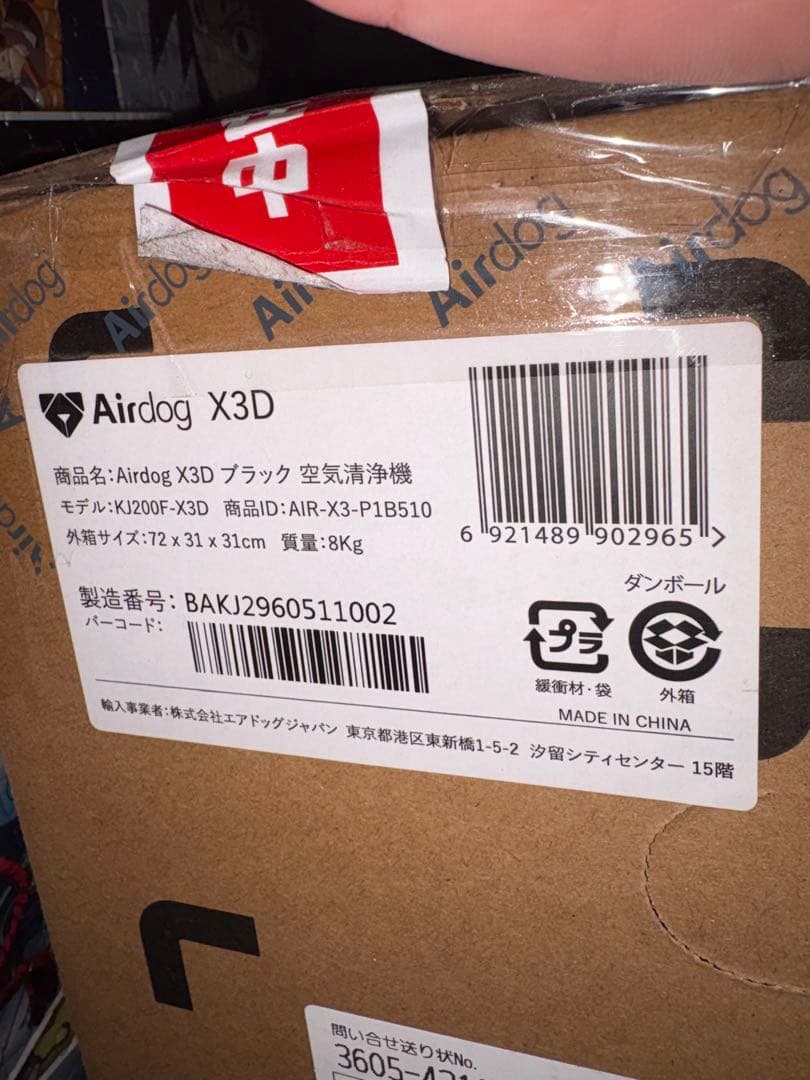 中
Airdog Airdog Airdog Airdog
Airdog X3D
商品名:Airdog X3D ブラック 空気清浄機
モデル:KJ200F-X3D 商品ID:AIR-X3-P1B510
外箱サイズ:72 x 31 x 31cm 質量:8Kg
6 921489 902965 >
製造番号: BAKJ2960511002
バーコード:
ダンボール
プラ
緩衝材・袋 外箱
MADE IN CHINA
輸入事業者:株式会社エアドッグジャパン 東京都港区東新橋1-5-2 汐留シティセンター 15階
問い合せ送り状No.